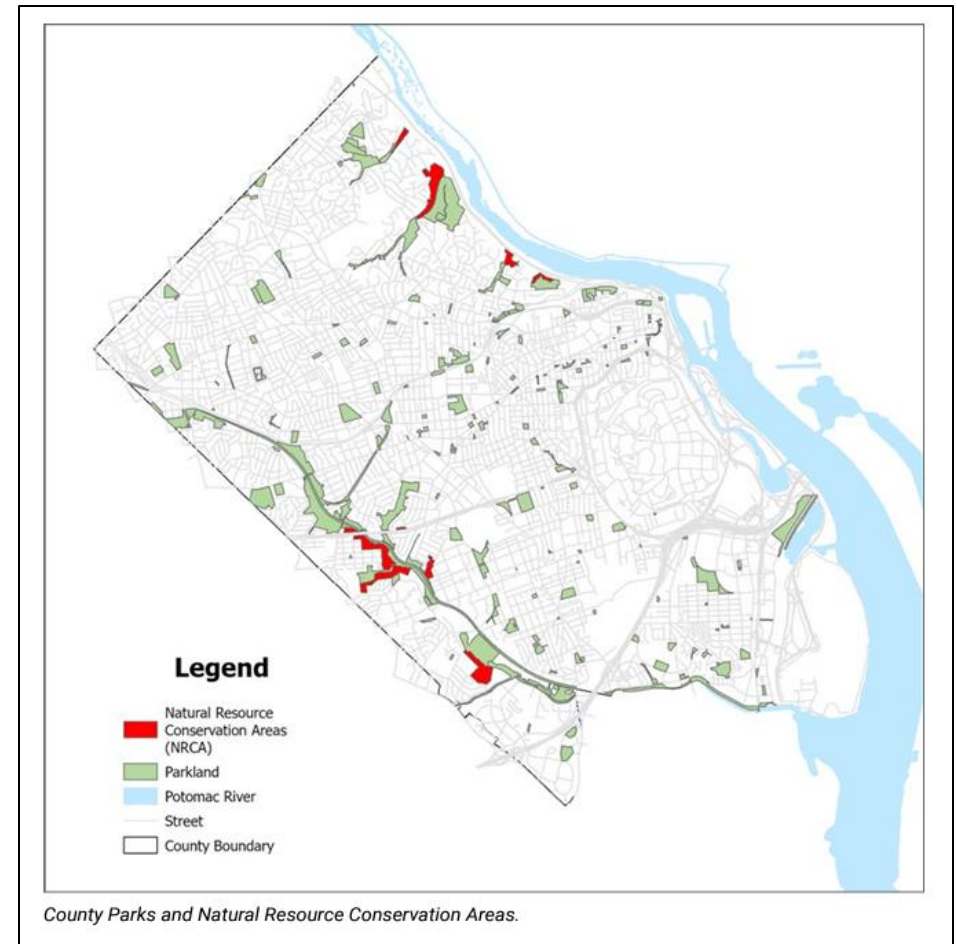 Legend
Natural Resource
Conservation Areas
(NRCA)
Parkland
Potomac River
Street
County Boundary
County Parks and Natural Resource Conservation Areas.